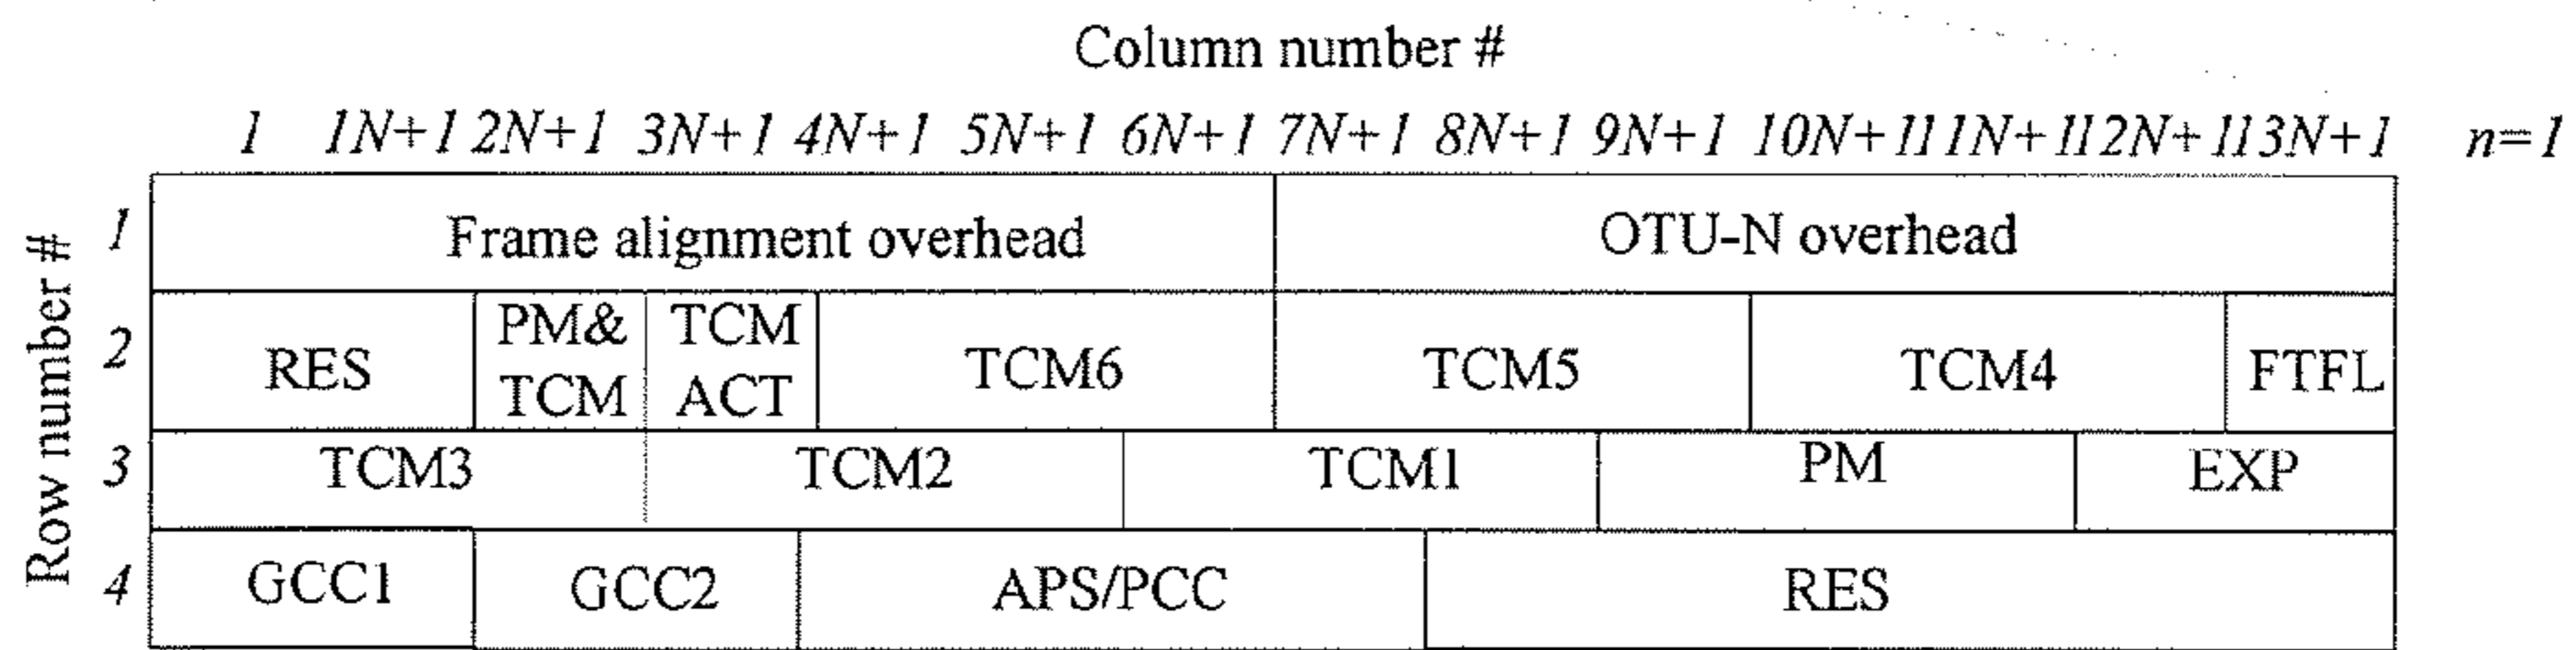 Column number #
1 1N+1 2N+1 3N+1 4N+1 5N+1 6N+1 7N+1 8N+1 9N+1 10N+1 11N+1 12N+1 13N+1 n=1
Row number #
1 Frame alignment overhead OTU-N overhead
2 RES PM& TCM TCM ACT TCM6 TCM5 TCM4 FTFL
3 TCM3 TCM2 TCM1 PM EXP
4 GCC1 GCC2 APS/PCC RES